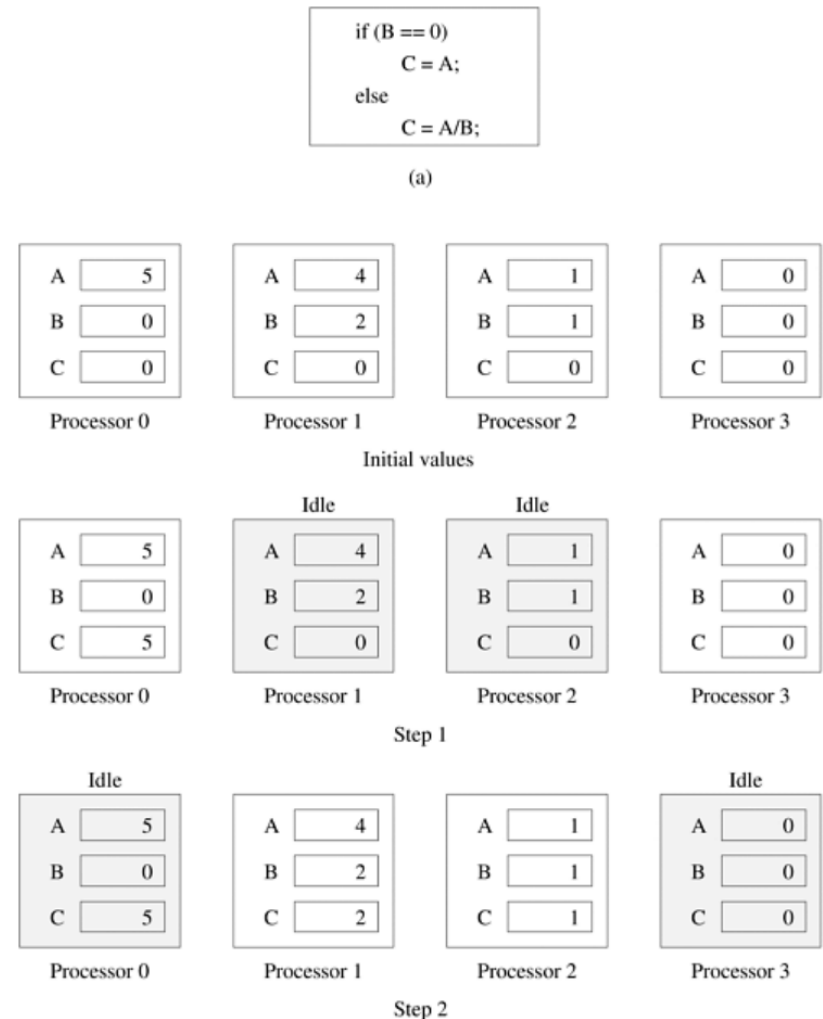 if (B == 0)
C = A;
else
C = A/B;
(a)
A 5 A 4 A 1 A 0
B 0 B 2 B 1 B 0
C 0 C 0 C 0 C 0
Processor 0 Processor 1 Processor 2 Processor 3
Initial values
Idle Idle
A 5 A 4 A 1 A 0
B 0 B 2 B 1 B 0
C 5 C 0 C 0 C 0
Processor 0 Processor 1 Processor 2 Processor 3
Step 1
Idle Idle
A 5 A 4 A 1 A 0
B 0 B 2 B 1 B 0
C 5 C 2 C 1 C 0
Processor 0 Processor 1 Processor 2 Processor 3
Step 2